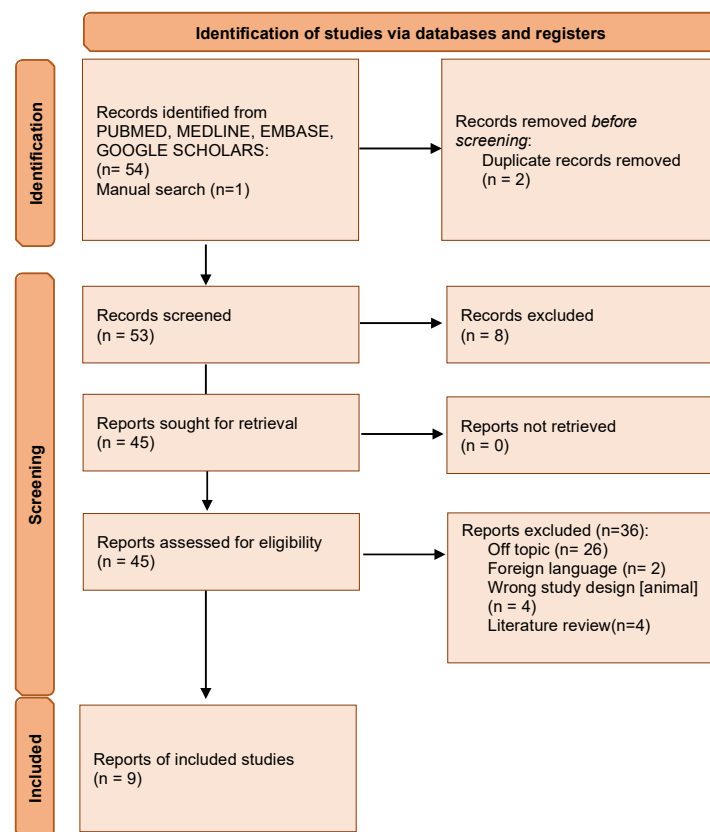 Identification of studies via databases and registers
Identification
Records identified from
PUBMED, MEDLINE, EMBASE,
GOOGLE SCHOLARS:
(n= 54)
Manual search (n=1)
Records removed before
screening:
Duplicate records removed
(n = 2)
Screening
Records screened
(n = 53)
Records excluded
(n = 8)
Reports sought for retrieval
(n = 45)
Reports not retrieved
(n = 0)
Reports assessed for eligibility
(n = 45)
Reports excluded (n=36):
Off topic (n= 26)
Foreign language (n= 2)
Wrong study design [animal]
(n = 4)
Literature review(n=4)
Included
Reports of included studies
(n = 9)